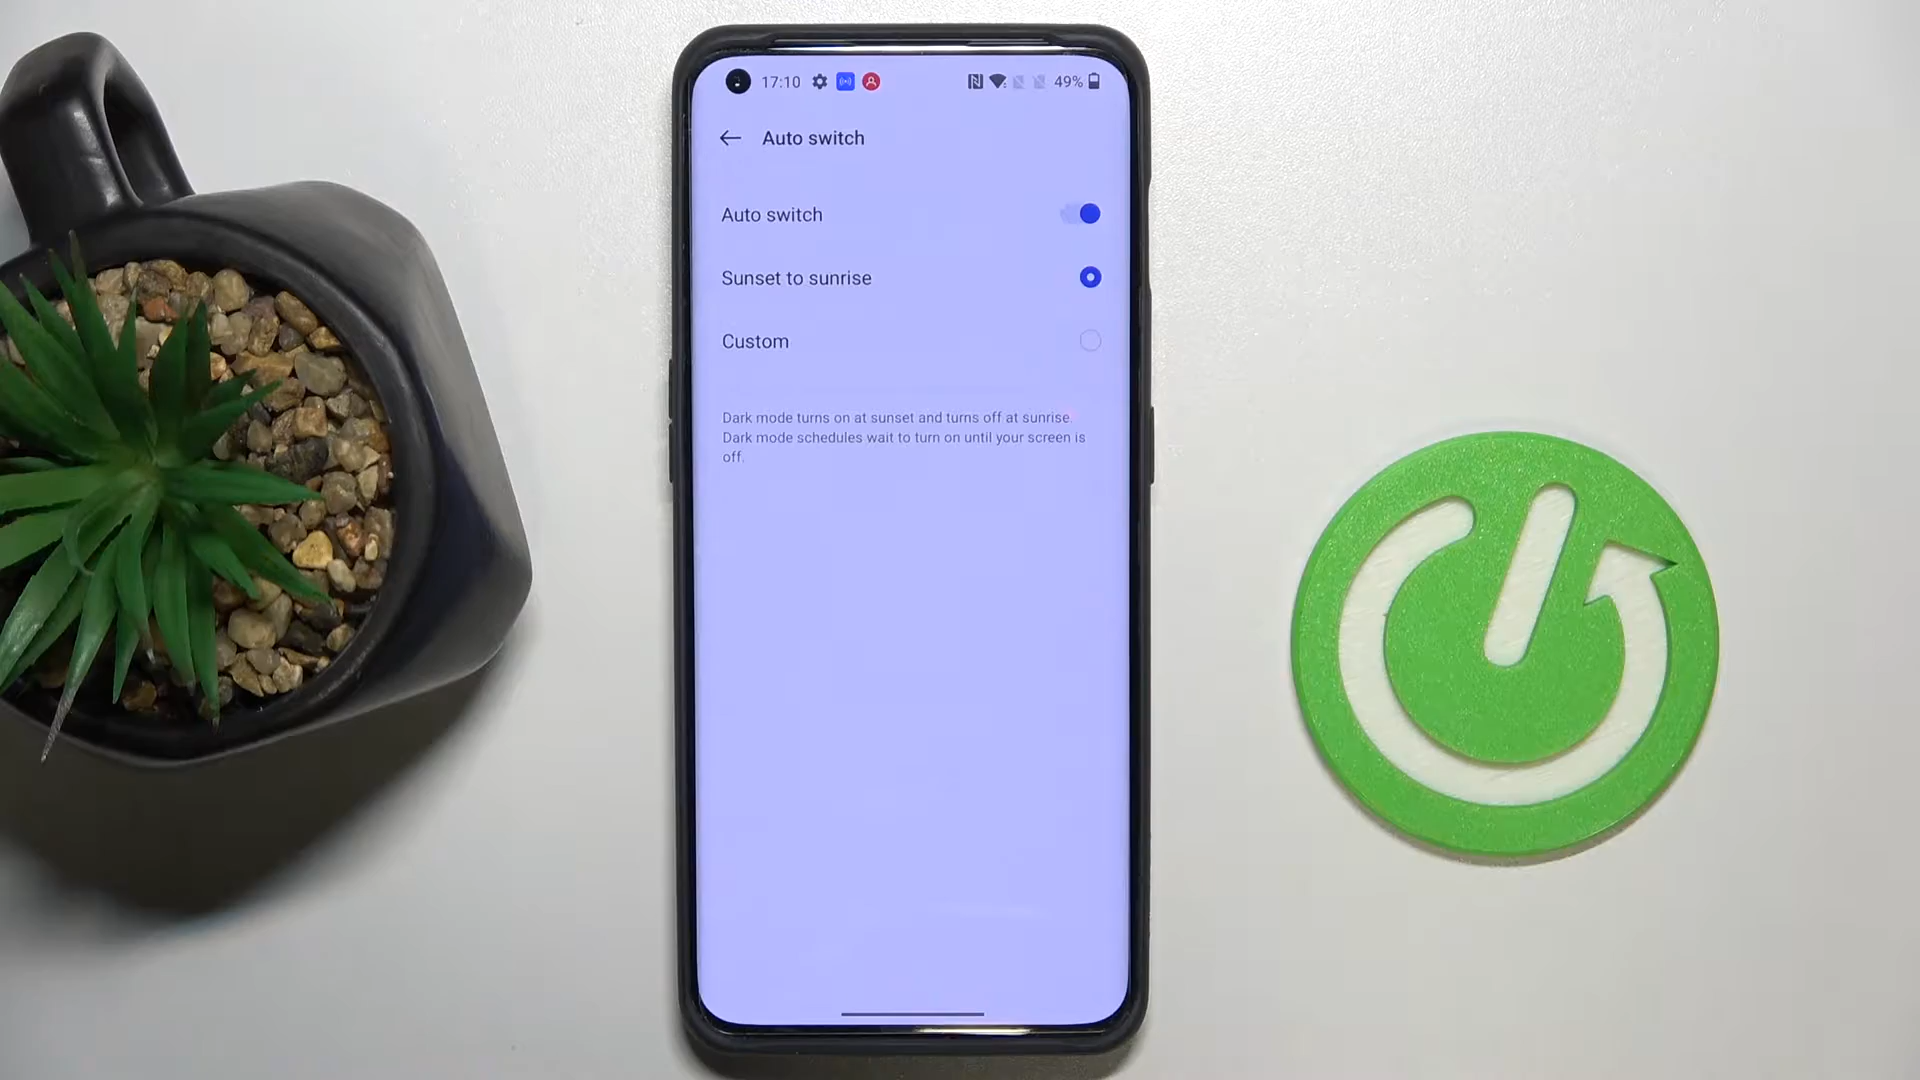 17:10 49%
Auto switch
Auto switch
Sunset to sunrise
Custom
Dark mode turns on at sunset and turns off at sunrise.
Dark mode schedules wait to turn on until your screen is
off.